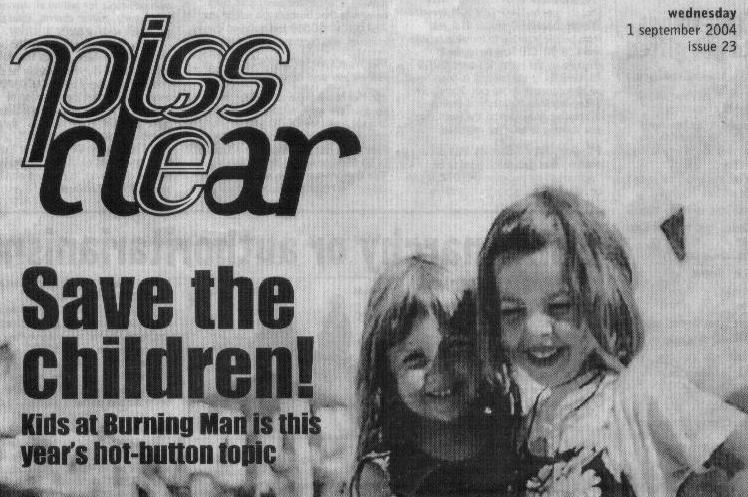 piss
clear
wednesday
1 september 2004
issue 23
Save the
children!
Kids at Burning Man is this
year's hot-button topic